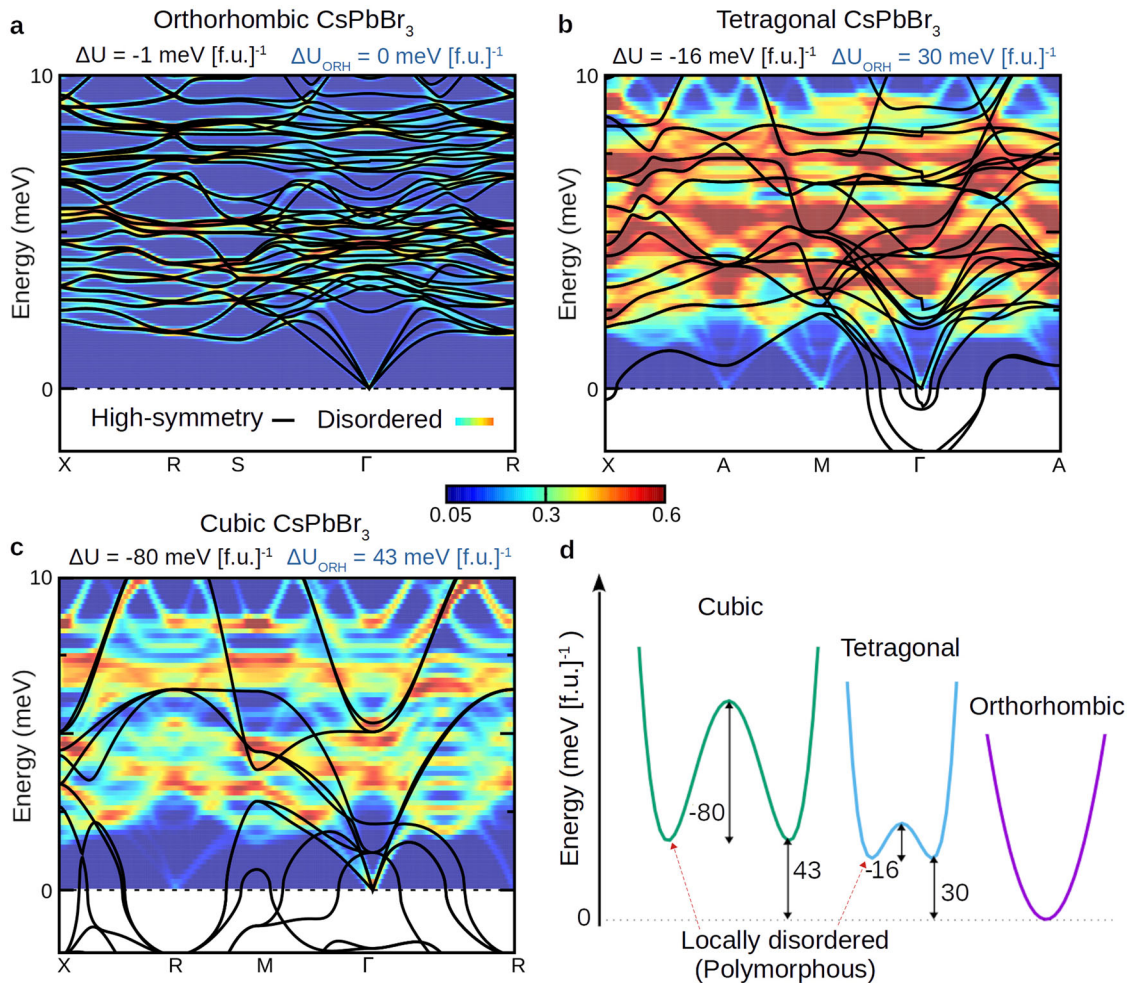 a
Orthorhombic CsPbBr₃
ΔU = -1 meV [f.u.]⁻¹ ΔU_ORH = 0 meV [f.u.]⁻¹
10
Energy (meV)
0
High-symmetry
Disordered
X R S Γ R
b
Tetragonal CsPbBr₃
ΔU = -16 meV [f.u.]⁻¹ ΔU_ORH = 30 meV [f.u.]⁻¹
10
Energy (meV)
0
X A M Γ A
0.05 0.3 0.6
c
Cubic CsPbBr₃
ΔU = -80 meV [f.u.]⁻¹ ΔU_ORH = 43 meV [f.u.]⁻¹
10
Energy (meV)
0
X R M Γ R
d
Energy (meV [f.u.]⁻¹ )
Cubic
Tetragonal
Orthorhombic
-80
-16
43
30
0
Locally disordered
(Polymorphous)